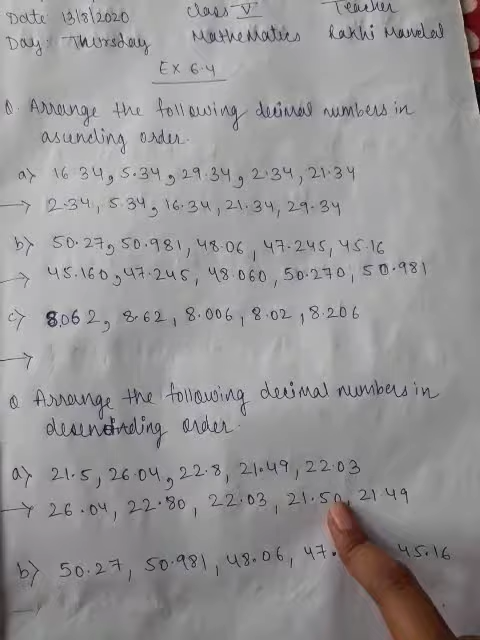 Date: 13/8/2020 Class V Teacher
Day: Thursday Mathematics Rakhi Mandal
EX 6.4
Q. Arrange the following decimal numbers in
ascending order.
a) 16.34, 5.34, 29.34, 2.34, 21.34
→ 2.34, 5.34, 16.34, 21.34, 29.34
b) 50.27, 50.981, 48.06, 47.245, 45.16
→ 45.160, 47.245, 48.060, 50.270, 50.981
c) 8.062, 8.62, 8.006, 8.02, 8.206
→
Q Arrange the following decimal numbers in
descending order.
a) 21.5, 26.04, 22.8, 21.49, 22.03
→ 26.04, 22.80, 22.03, 21.50, 21.49
b) 50.27, 50.981, 48.06, 47. 45.16